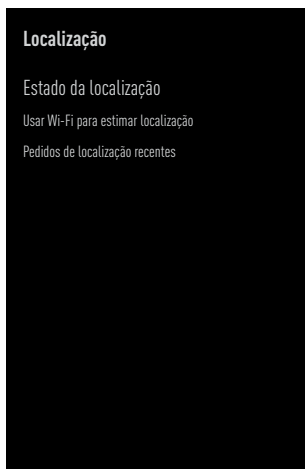 Localização
Estado da localização
Usar Wi-Fi para estimar localização
Pedidos de localização recentes